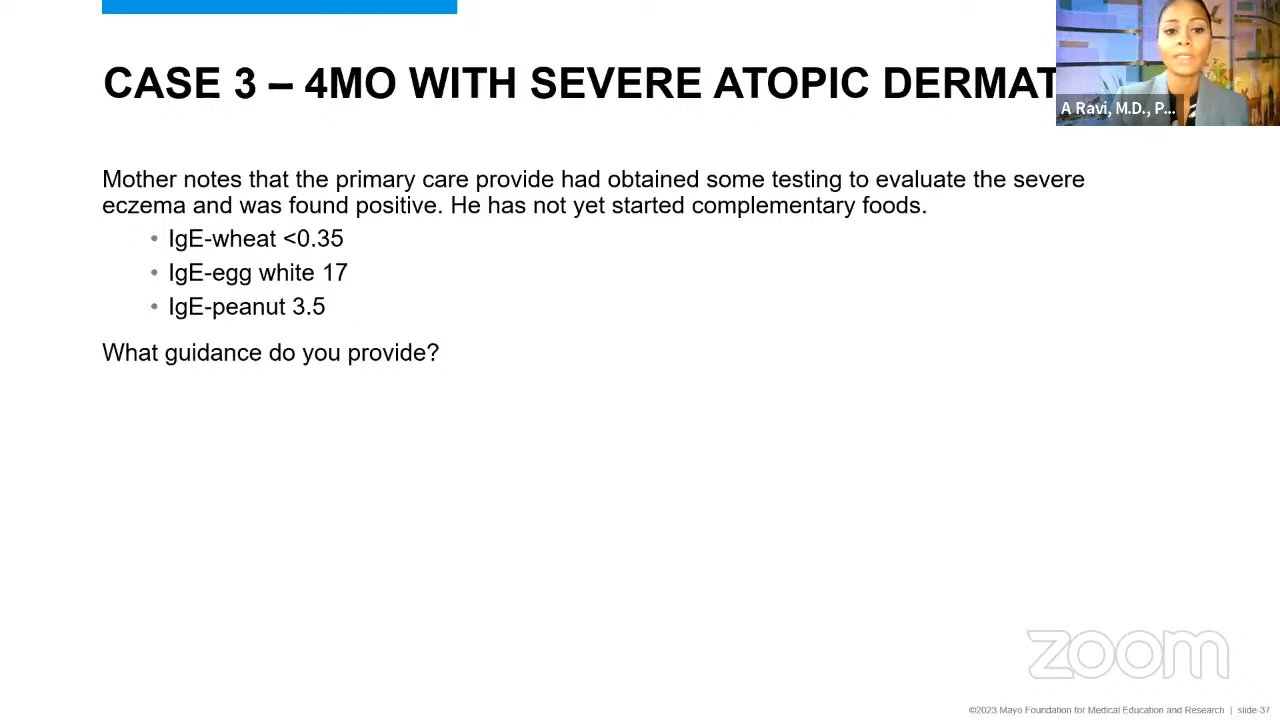 CASE 3 – 4MO WITH SEVERE ATOPIC DERMAT
A Ravi, M.D., P...
Mother notes that the primary care provide had obtained some testing to evaluate the severe
eczema and was found positive. He has not yet started complementary foods.
• IgE-wheat <0.35
• IgE-egg white 17
• IgE-peanut 3.5
What guidance do you provide?
zoom
©2023 Mayo Foundation for Medical Education and Research | slide-37